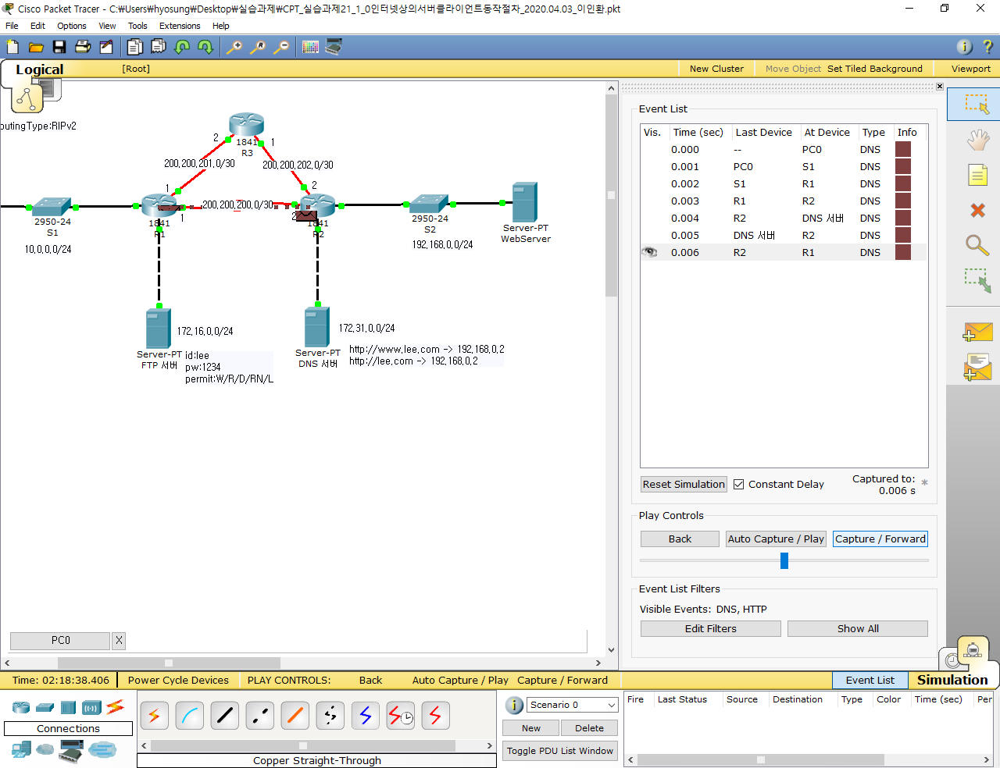 Cisco Packet Tracer - C:₩Users₩hyosung₩Desktop₩실습과제₩CPT_실습과제21_1_0인터넷상의서버클라이언트동작절차_2020.04.03_이인환.pkt
File Edit Options View Tools Extensions Help
Logical [Root] New Cluster Move Object Set Tiled Background Viewport
outingType:RIPv2
2
1841
R3
1
200.200.201.0/30
200.200.202.0/30
1
2
200.200.200.0/30
1
2
2950-24
S1
10.0.0.0/24
1841
R1
1841
R2
2950-24
S2
192.168.0.0/24
Server-PT
WebServer
172.16.0.0/24
Server-PT
FTP 서버
id:lee
pw:1234
permit:W/R/D/RN/L
172.31.0.0/24
Server-PT
DNS 서버
http://www.lee.com -> 192.168.0.2
http://lee.com -> 192.168.0.2
PC0 X
Event List
Vis. Time (sec) Last Device At Device Type Info
0.000 -- PC0 DNS
0.001 PC0 S1 DNS
0.002 S1 R1 DNS
0.003 R1 R2 DNS
0.004 R2 DNS 서버 DNS
0.005 DNS 서버 R2 DNS
0.006 R2 R1 DNS
Reset Simulation Constant Delay Captured to: *
0.006 s
Play Controls
Back Auto Capture / Play Capture / Forward
Event List Filters
Visible Events: DNS, HTTP
Edit Filters Show All
Time: 02:18:38.406 Power Cycle Devices PLAY CONTROLS: Back Auto Capture / Play Capture / Forward Event List Simulation
Connections
Copper Straight-Through
Scenario 0
New Delete
Toggle PDU List Window
Fire Last Status Source Destination Type Color Time (sec) Per